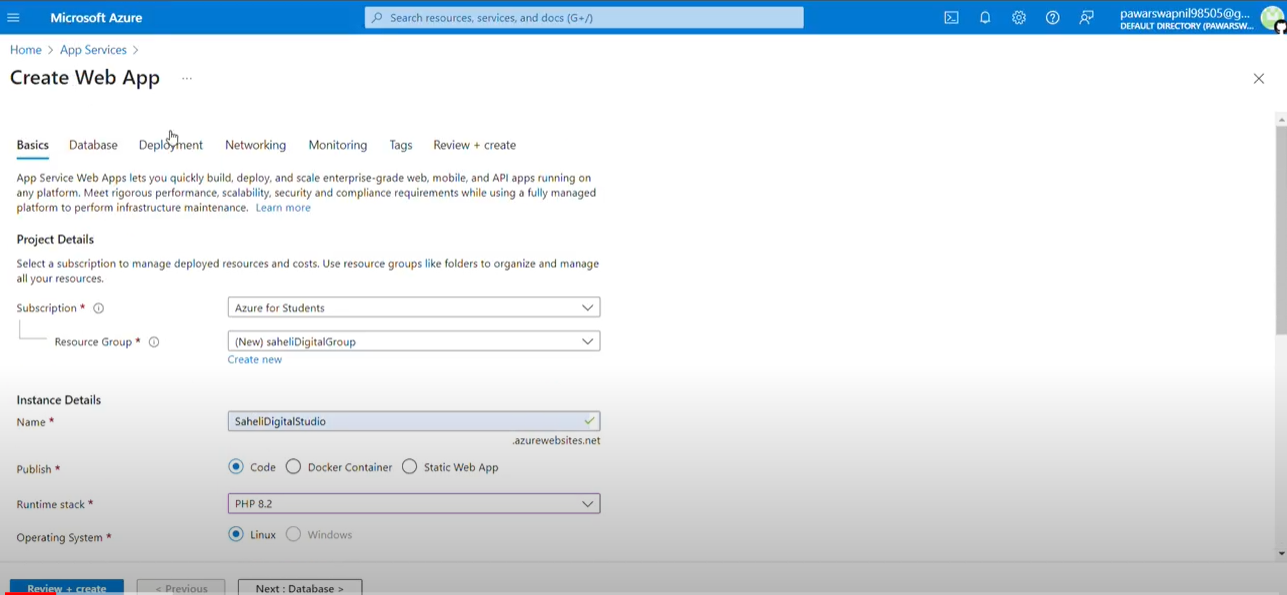 Microsoft Azure
Search resources, services, and docs (G+/)
pawarswapnil98505@g...
DEFAULT DIRECTORY (PAWARSW...
Home > App Services >
Create Web App ...
Basics Database Deployment Networking Monitoring Tags Review + create
App Service Web Apps lets you quickly build, deploy, and scale enterprise-grade web, mobile, and API apps running on
any platform. Meet rigorous performance, scalability, security and compliance requirements while using a fully managed
platform to perform infrastructure maintenance. Learn more
Project Details
Select a subscription to manage deployed resources and costs. Use resource groups like folders to organize and manage
all your resources.
Subscription * Azure for Students
Resource Group * (New) saheliDigitalGroup
Create new
Instance Details
Name * SaheliDigitalStudio
.azurewebsites.net
Publish * Code Docker Container Static Web App
Runtime stack * PHP 8.2
Operating System * Linux Windows
Review + create < Previous Next : Database >